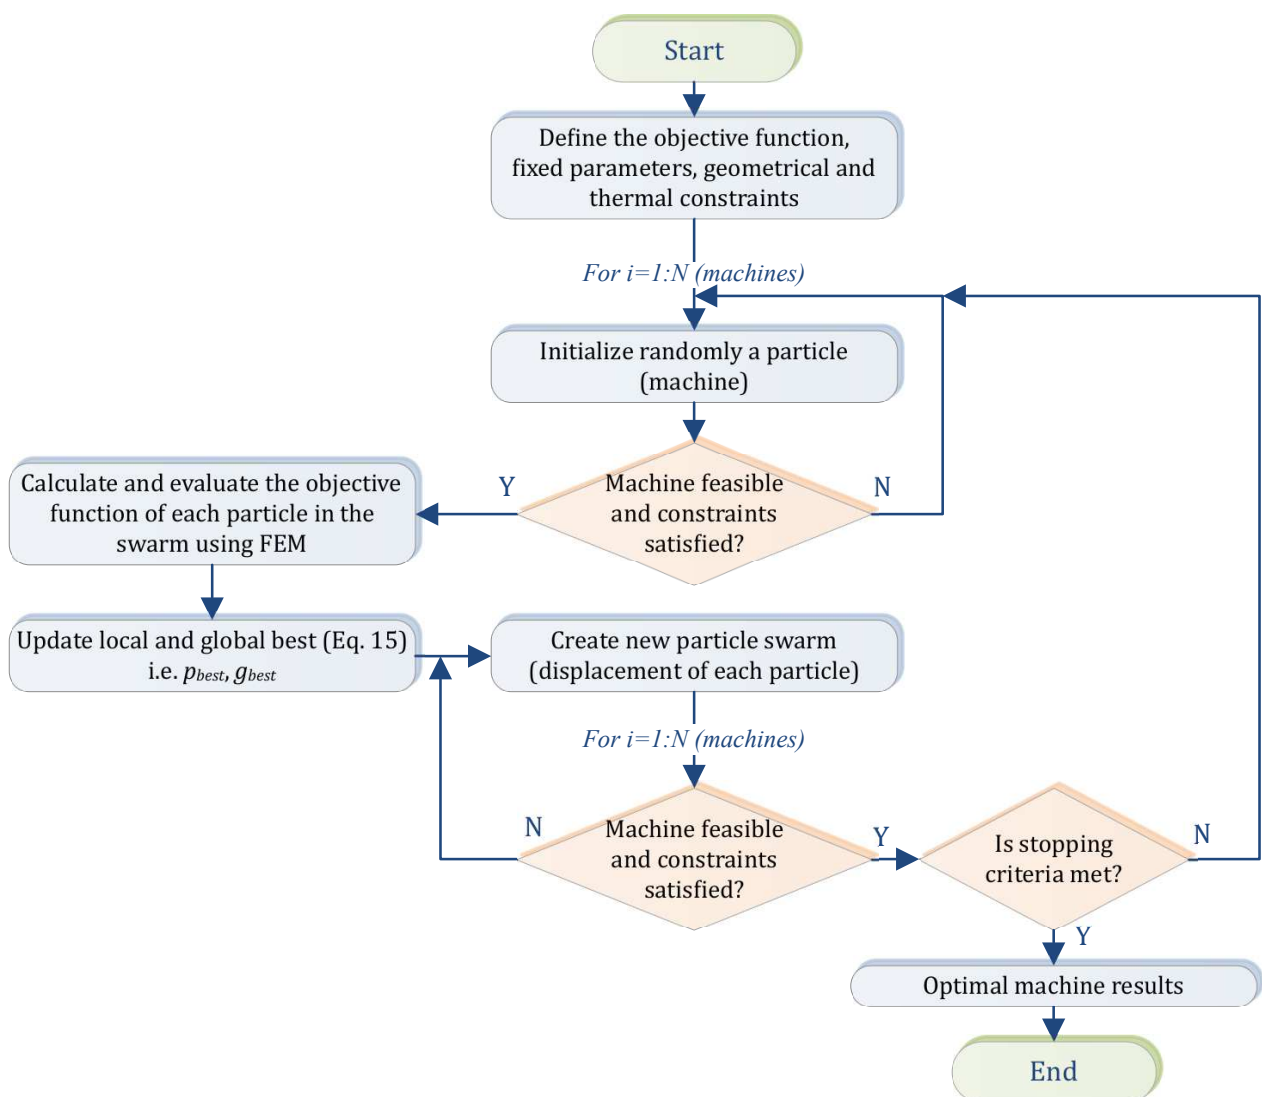 Start
Define the objective function,
fixed parameters, geometrical and
thermal constraints
For i=1:N (machines)
Initialize randomly a particle
(machine)
Machine feasible
and constraints
satisfied?
Y
N
Calculate and evaluate the objective
function of each particle in the
swarm using FEM
Update local and global best (Eq. 15)
i.e. pbest, gbest
Create new particle swarm
(displacement of each particle)
For i=1:N (machines)
Machine feasible
and constraints
satisfied?
N
Y
Is stopping
criteria met?
N
Y
Optimal machine results
End